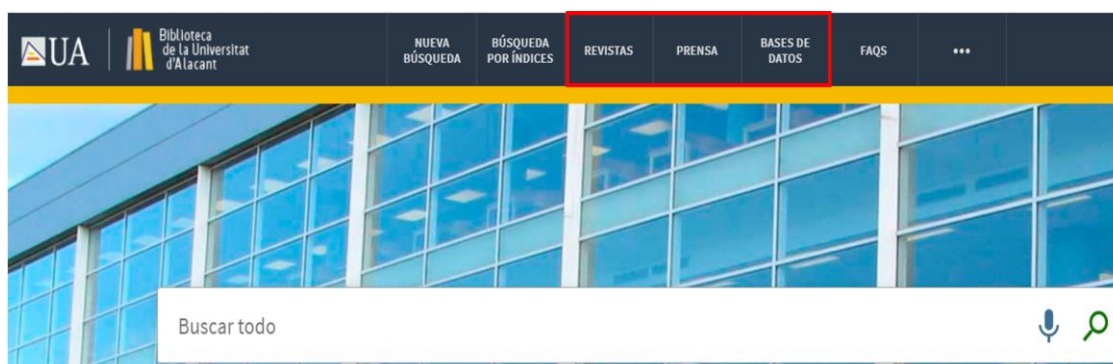 UA
Biblioteca
de la Universitat
d'Alacant
NUEVA
BÚSQUEDA
BÚSQUEDA
POR ÍNDICES
REVISTAS
PRENSA
BASES DE
DATOS
FAQS
•••
Buscar todo